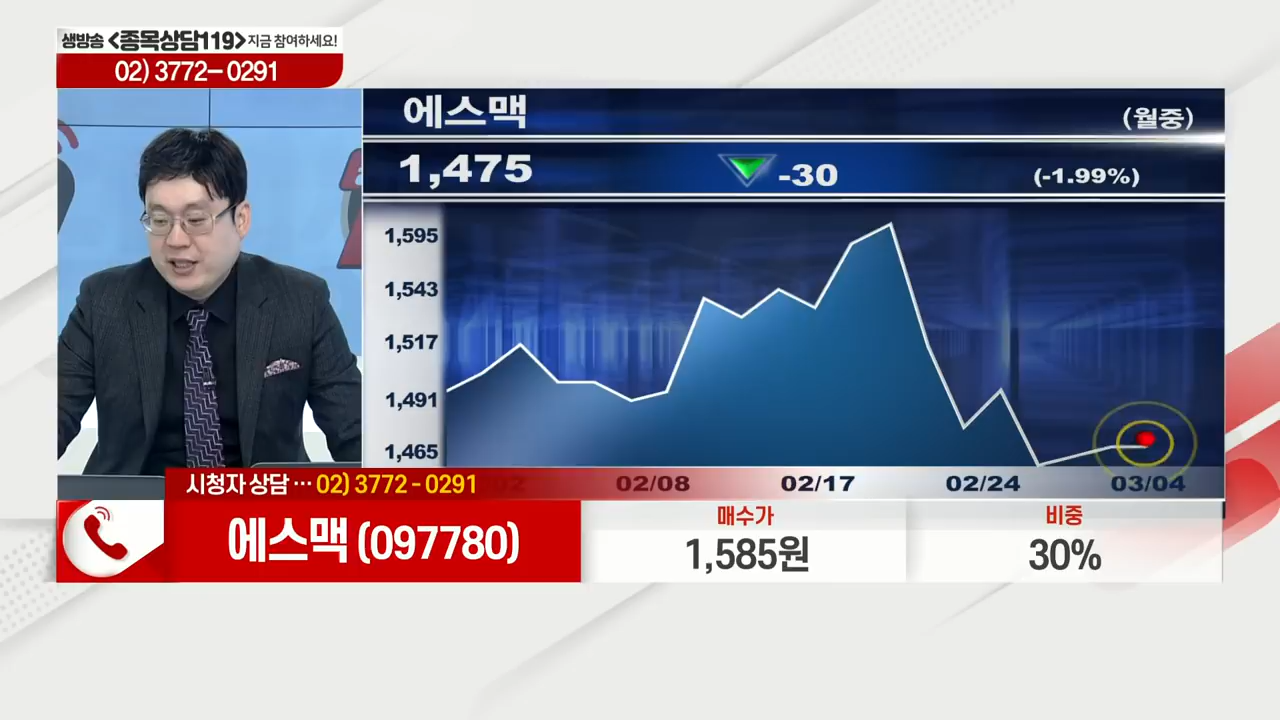 생방송 <종목상담119> 지금 참여하세요!
02) 3772-0291
에스맥
(월중)
1,475
-30
(-1.99%)
1,595
1,543
1,517
1,491
1,465
02
02/08
02/17
02/24
03/04
시청자 상담 … 02) 3772 - 0291
에스맥 (097780)
매수가
1,585원
비중
30%